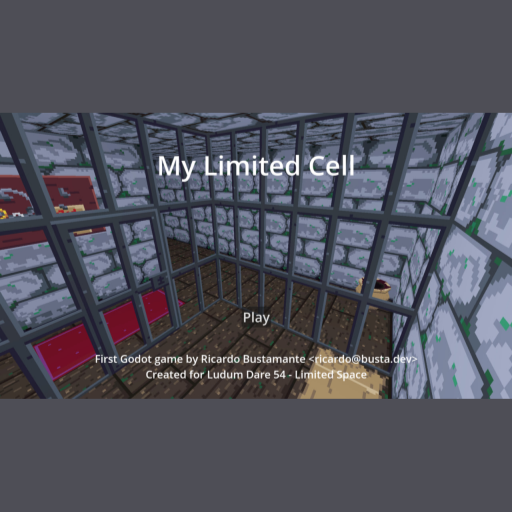 My Limited Cell
Play
First Godot game by Ricardo Bustamante <ricardo@busta.dev>
Created for Ludum Dare 54 - Limited Space